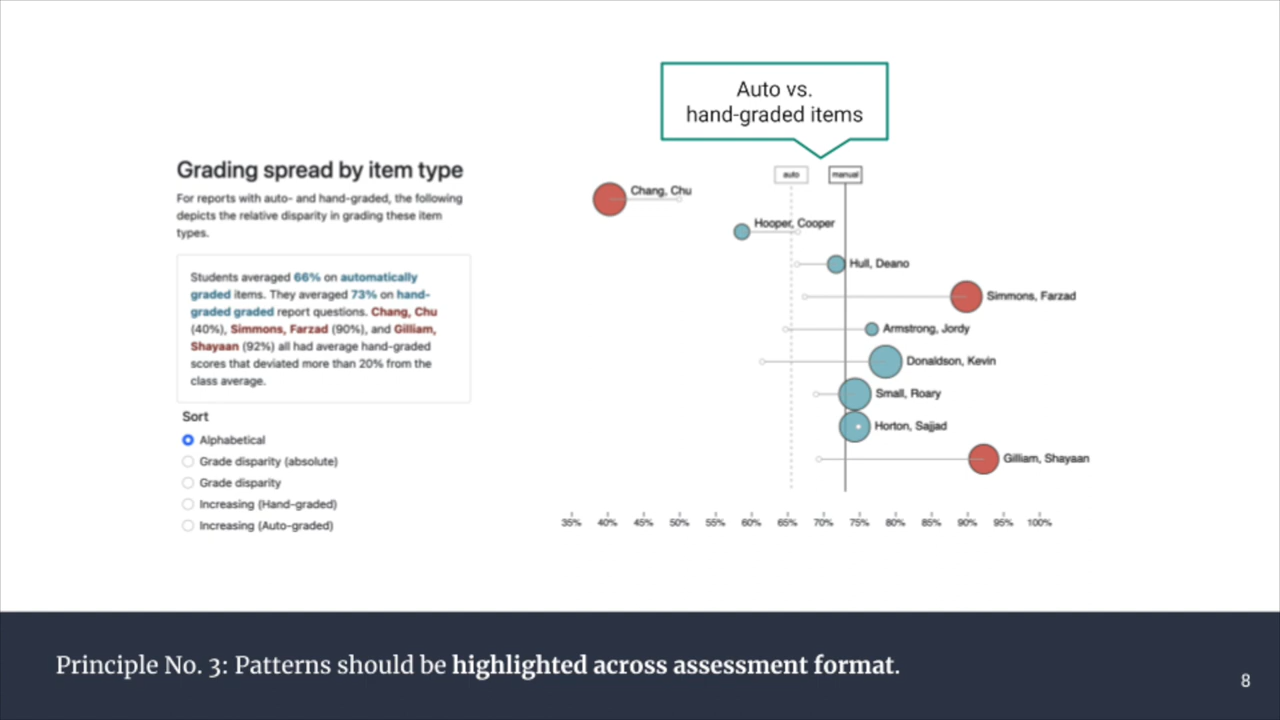 Auto vs.
hand-graded items
Grading spread by item type
For reports with auto- and hand-graded, the following
depicts the relative disparity in grading these item
types.
Students averaged 66% on automatically
graded items. They averaged 73% on hand-
graded graded report questions. Chang, Chu
(40%), Simmons, Farzad (90%), and Gilliam,
Shayaan (92%) all had average hand-graded
scores that deviated more than 20% from the
class average.
Sort
Alphabetical
Grade disparity (absolute)
Grade disparity
Increasing (Hand-graded)
Increasing (Auto-graded)
auto manual
Chang, Chu
Hooper, Cooper
Hull, Deano
Simmons, Farzad
Armstrong, Jordy
Donaldson, Kevin
Small, Roary
Horton, Sajjad
Gilliam, Shayaan
35% 40% 45% 50% 55% 60% 65% 70% 75% 80% 85% 90% 95% 100%
Principle No. 3: Patterns should be highlighted across assessment format.
8